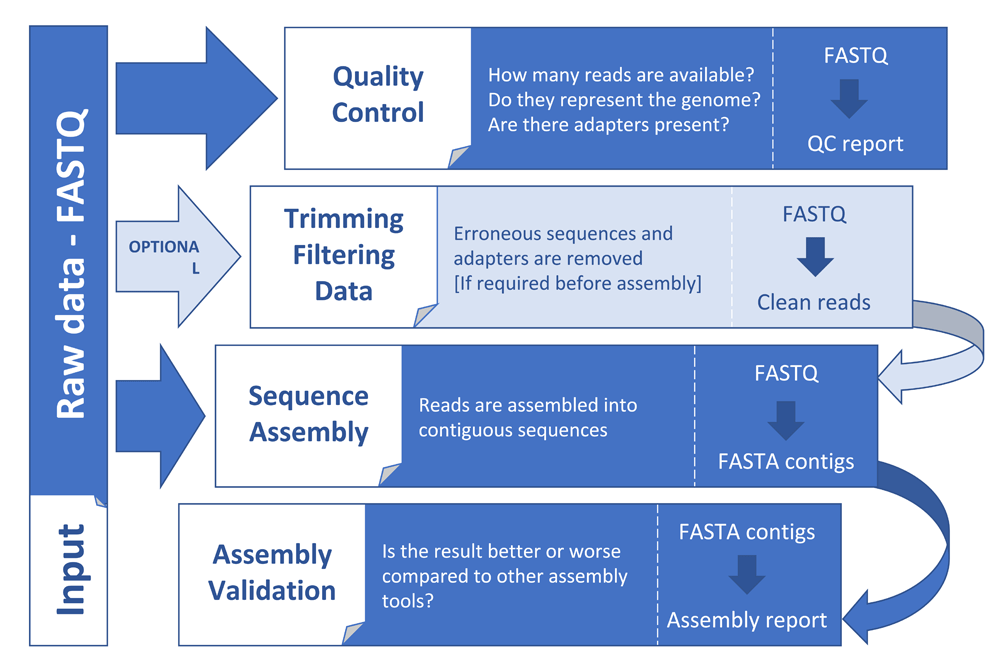 Raw data - FASTQ
Input
Quality
Control
How many reads are available?
Do they represent the genome?
Are there adapters present?
FASTQ
QC report
OPTIONA
L
Trimming
Filtering
Data
Erroneous sequences and
adapters are removed
[If required before assembly]
FASTQ
Clean reads
Sequence
Assembly
Reads are assembled into
contiguous sequences
FASTQ
FASTA contigs
Assembly
Validation
Is the result better or worse
compared to other assembly
tools?
FASTA contigs
Assembly report